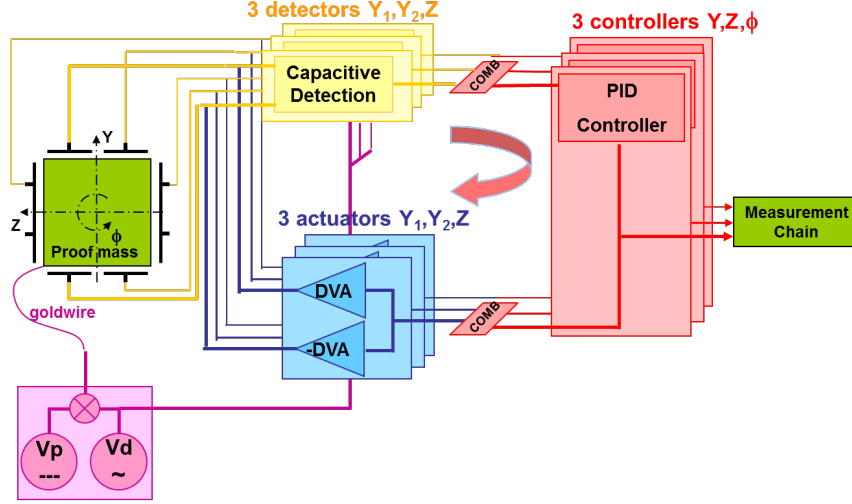 3 detectors Y₁,Y₂,Z
3 controllers Y,Z,ϕ
Capacitive
Detection
COMB
PID
Controller
Y
Z
ϕ
Proof mass
3 actuators Y₁,Y₂,Z
Measurement
Chain
goldwire
DVA
-DVA
COMB
Vp
---
Vd
~